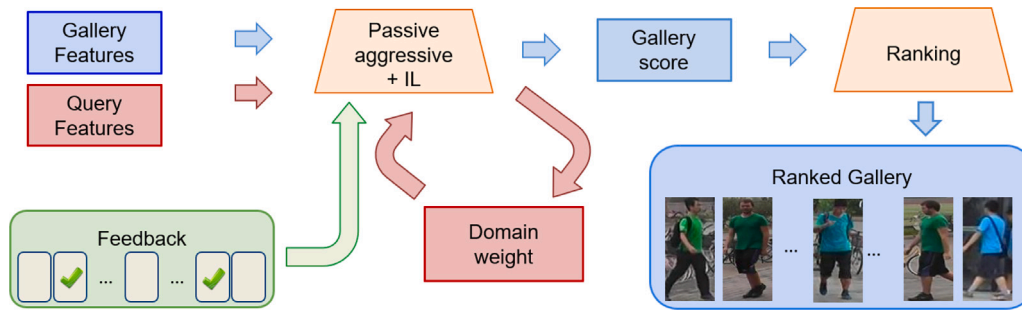 Gallery
Features
Query
Features
Passive
aggressive
+ IL
Gallery
score
Ranking
Feedback
... ...
Domain
weight
Ranked Gallery
... ...